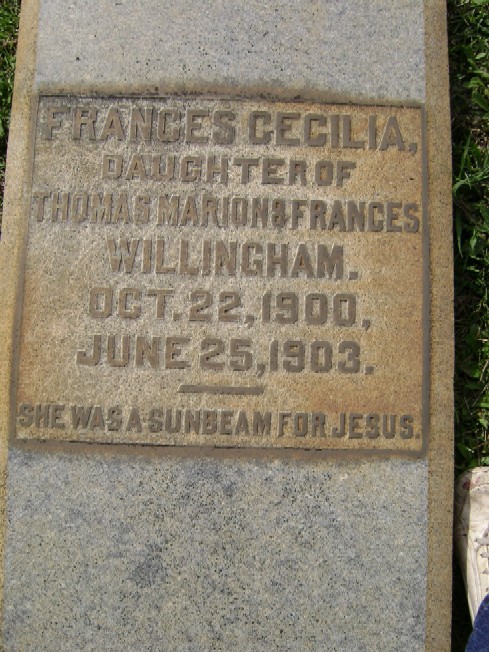 FRANCES CECILIA,
DAUGHTER OF
THOMAS MARION & FRANCES
WILLINGHAM.
OCT. 22, 1900,
JUNE 25, 1903.
SHE WAS A SUNBEAM FOR JESUS.